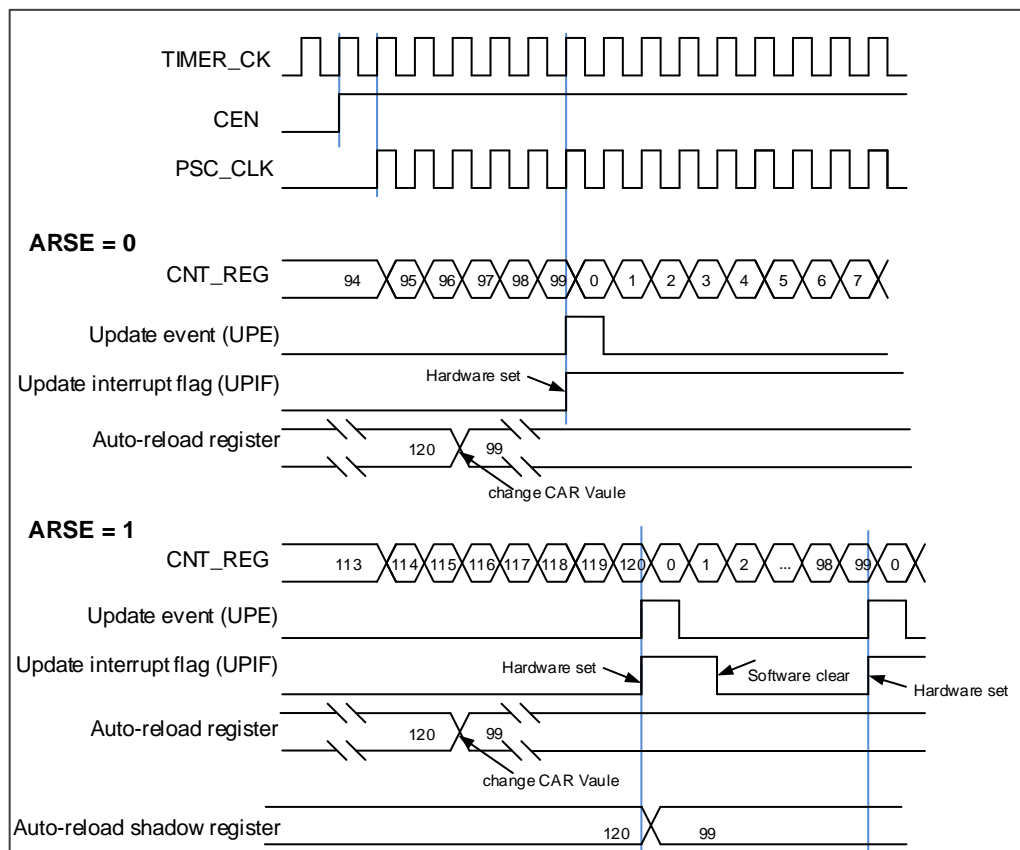 TIMER_CK
CEN
PSC_CLK
ARSE = 0
CNT_REG 94 95 96 97 98 99 0 1 2 3 4 5 6 7
Update event (UPE)
Update interrupt flag (UPIF) Hardware set
Auto-reload register 120 99
change CAR Vaule
ARSE = 1
CNT_REG 113 114 115 116 117 118 119 120 0 1 2 ... 98 99 0
Update event (UPE)
Update interrupt flag (UPIF) Hardware set Software clear Hardware set
Auto-reload register 120 99
change CAR Vaule
Auto-reload shadow register 120 99